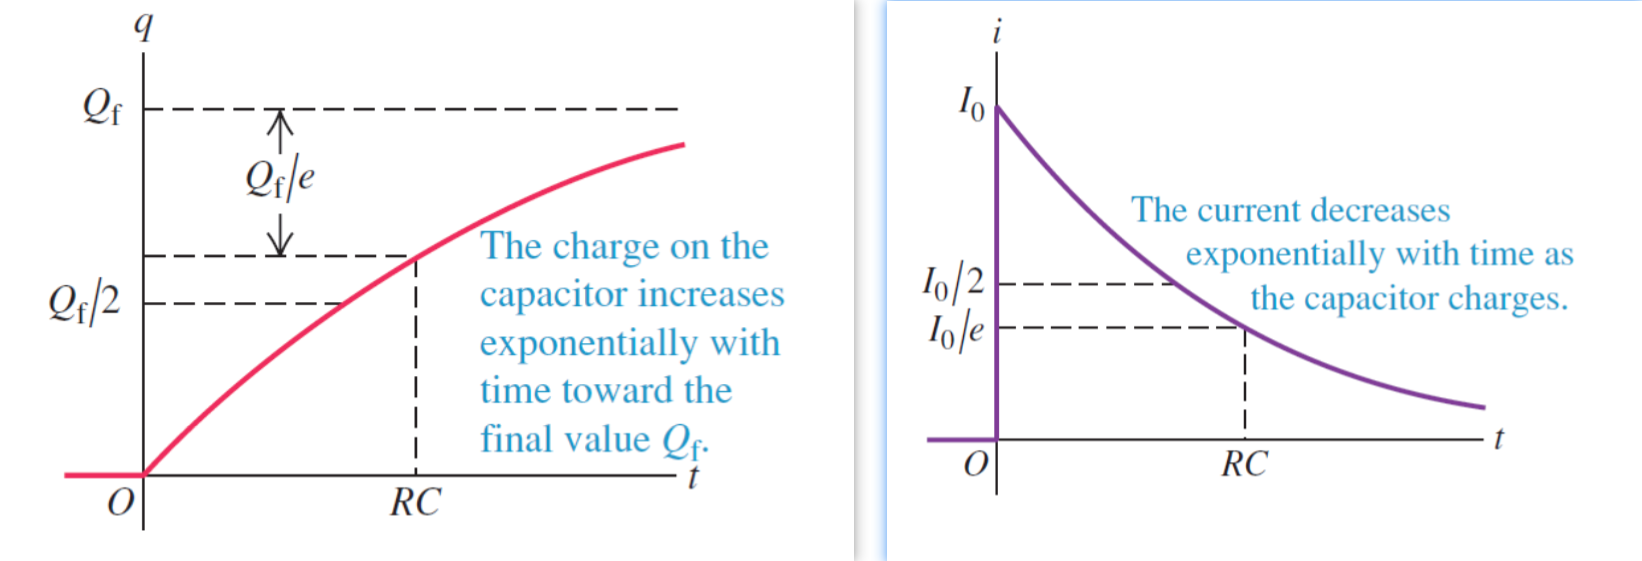 q
Q_f
Q_f/e
Q_f/2
The charge on the
capacitor increases
exponentially with
time toward the
final value Q_f.
t
O
RC
i
I_0
The current decreases
exponentially with time as
the capacitor charges.
I_0/2
I_0/e
t
O
RC